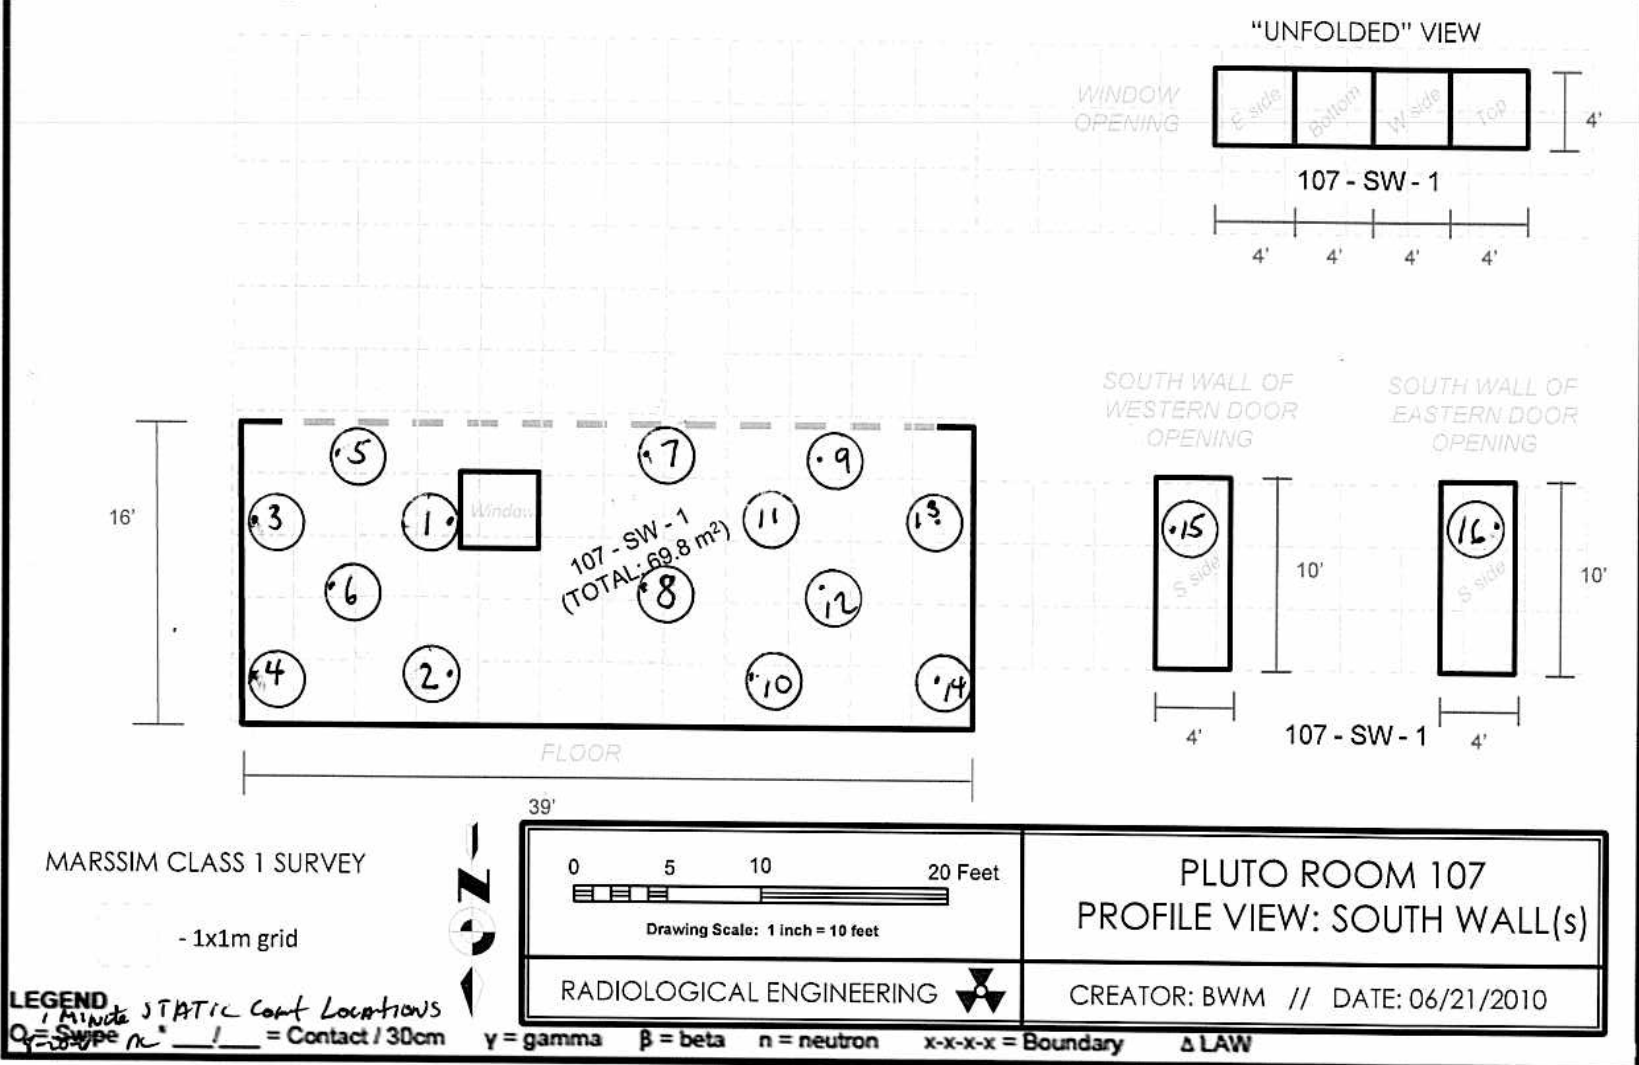 "UNFOLDED" VIEW
WINDOW
OPENING
E side
Bottom
W side
Top
4'
107 - SW - 1
4'
4'
4'
4'
SOUTH WALL OF
WESTERN DOOR
OPENING
SOUTH WALL OF
EASTERN DOOR
OPENING
16'
5
7
9
3
1
Window
107 - SW - 1
(TOTAL: 69.8 m²)
11
13
6
8
12
4
2
10
14
15
S side
10'
16
S side
10'
4'
107 - SW - 1
4'
FLOOR
39'
MARSSIM CLASS 1 SURVEY
- 1x1m grid
N
0 5 10 20 Feet
Drawing Scale: 1 inch = 10 feet
RADIOLOGICAL ENGINEERING
PLUTO ROOM 107
PROFILE VIEW: SOUTH WALL(s)
CREATOR: BWM // DATE: 06/21/2010
LEGEND
1 Minute STATIC Count Locations
O = Swipe ___/___ = Contact / 30cm γ = gamma β = beta n = neutron x-x-x-x = Boundary Δ LAW